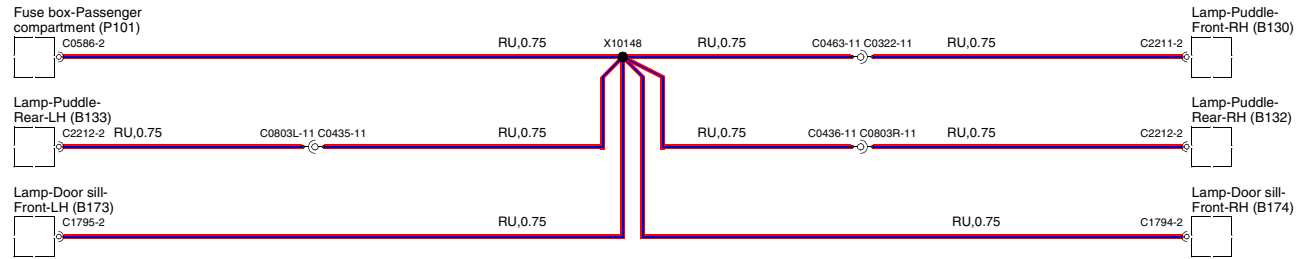 Fuse box-Passenger
compartment (P101)
C0586-2
RU,0.75
X10148
RU,0.75
C0463-11 C0322-11
RU,0.75
C2211-2
Lamp-Puddle-
Front-RH (B130)
Lamp-Puddle-
Rear-LH (B133)
C2212-2 RU,0.75
C0803L-11 C0435-11
RU,0.75
RU,0.75
C0436-11 C0803R-11
RU,0.75
C2212-2
Lamp-Puddle-
Rear-RH (B132)
Lamp-Door sill-
Front-LH (B173)
C1795-2
RU,0.75
RU,0.75
C1794-2
Lamp-Door sill-
Front-RH (B174)